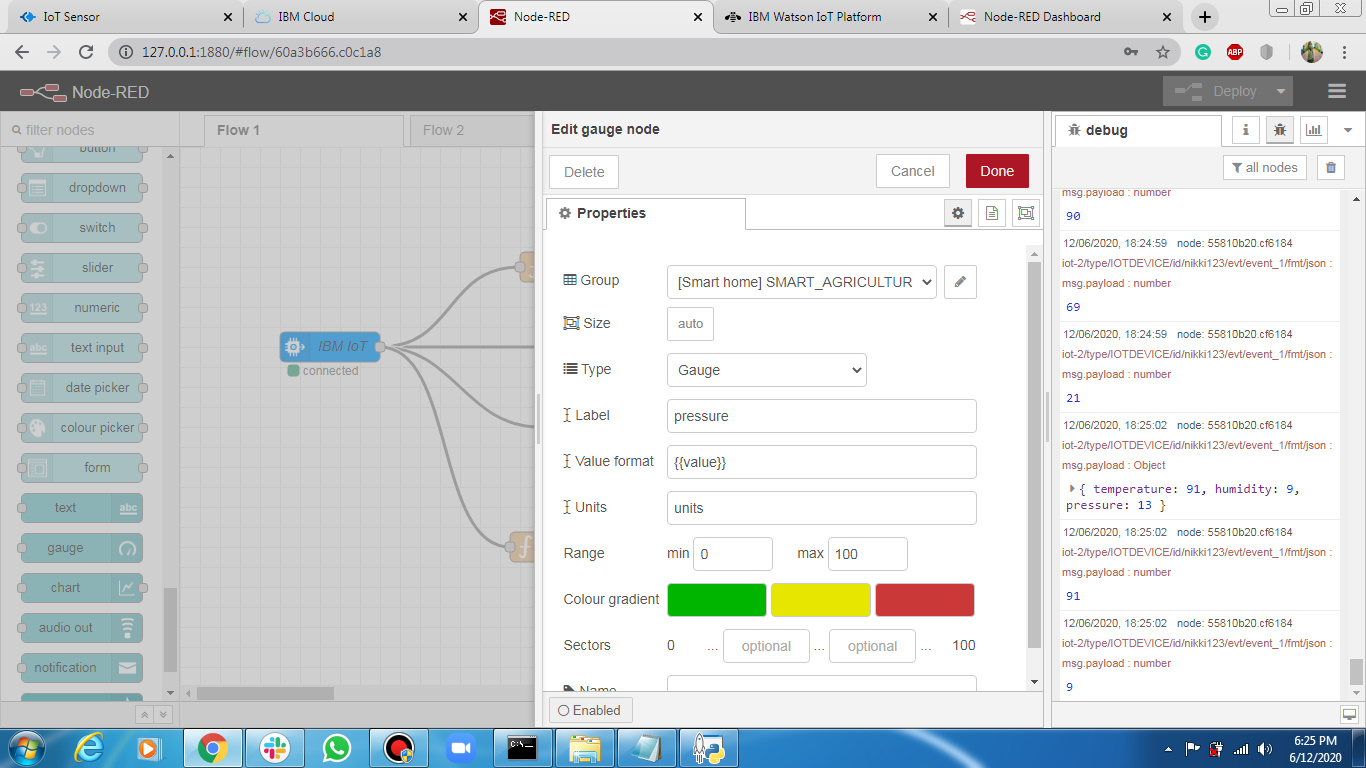 IoT Sensor
IBM Cloud
Node-RED
IBM Watson IoT Platform
Node-RED Dashboard
127.0.0.1:1880/#flow/60a3b666.c0c1a8
ABP
Node-RED
Deploy
filter nodes
button
dropdown
switch
slider
123 numeric
abc text input
date picker
colour picker
form
text abc
gauge
chart
audio out
notification
Flow 1
Flow 2
IBM IoT
connected
f
Edit gauge node
Delete
Cancel
Done
Properties
Group
[Smart home] SMART_AGRICULTUR
Size
auto
Type
Gauge
Label
pressure
Value format
{{value}}
Units
units
Range
min 0
max 100
Colour gradient
Sectors
0 ... optional ... optional ... 100
Name
Enabled
debug
i
all nodes
msg.payload : number
90
12/06/2020, 18:24:59 node: 55810b20.cf6184
iot-2/type/IOTDEVICE/id/nikki123/evt/event_1/fmt/json :
msg.payload : number
69
12/06/2020, 18:24:59 node: 55810b20.cf6184
iot-2/type/IOTDEVICE/id/nikki123/evt/event_1/fmt/json :
msg.payload : number
21
12/06/2020, 18:25:02 node: 55810b20.cf6184
iot-2/type/IOTDEVICE/id/nikki123/evt/event_1/fmt/json :
msg.payload : Object
{ temperature: 91, humidity: 9,
pressure: 13 }
12/06/2020, 18:25:02 node: 55810b20.cf6184
iot-2/type/IOTDEVICE/id/nikki123/evt/event_1/fmt/json :
msg.payload : number
91
12/06/2020, 18:25:02 node: 55810b20.cf6184
iot-2/type/IOTDEVICE/id/nikki123/evt/event_1/fmt/json :
msg.payload : number
9
6:25 PM
6/12/2020